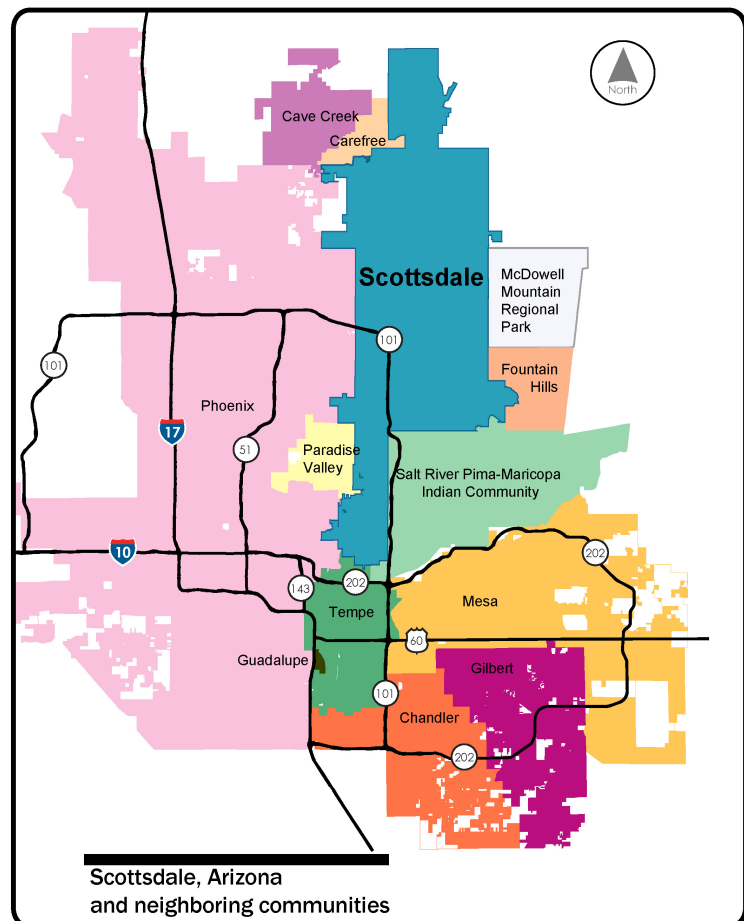 North
Cave Creek
Carefree
Scottsdale
McDowell
Mountain
Regional
Park
101
101
Fountain
Hills
Phoenix
17
51
Paradise
Valley
Salt River Pima-Maricopa
Indian Community
10
202
202
143
Tempe
Mesa
60
Guadalupe
Gilbert
101
Chandler
202
Scottsdale, Arizona
and neighboring communities